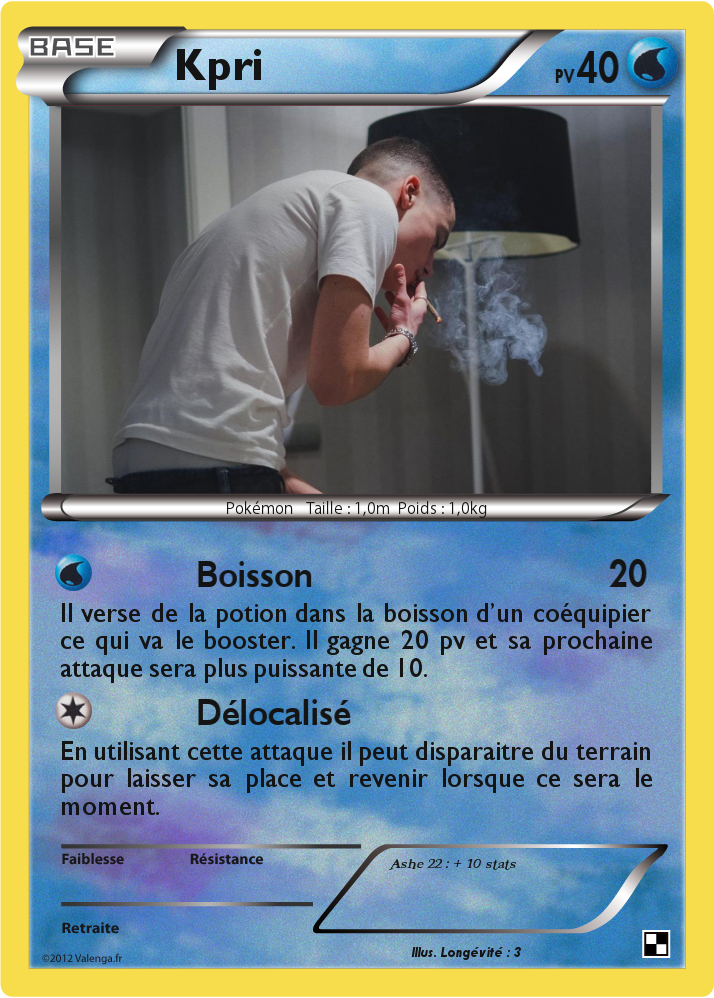 BASE
Kpri
PV 40
Pokémon Taille : 1,0m Poids : 1,0kg
Boisson 20
Il verse de la potion dans la boisson d'un coéquipier
ce qui va le booster. Il gagne 20 pv et sa prochaine
attaque sera plus puissante de 10.
Délocalisé
En utilisant cette attaque il peut disparaitre du terrain
pour laisser sa place et revenir lorsque ce sera le
moment.
Faiblesse Résistance
Ashe 22 : + 10 stats
Retraite
Illus. Longévité : 3
©2012 Valenga.fr